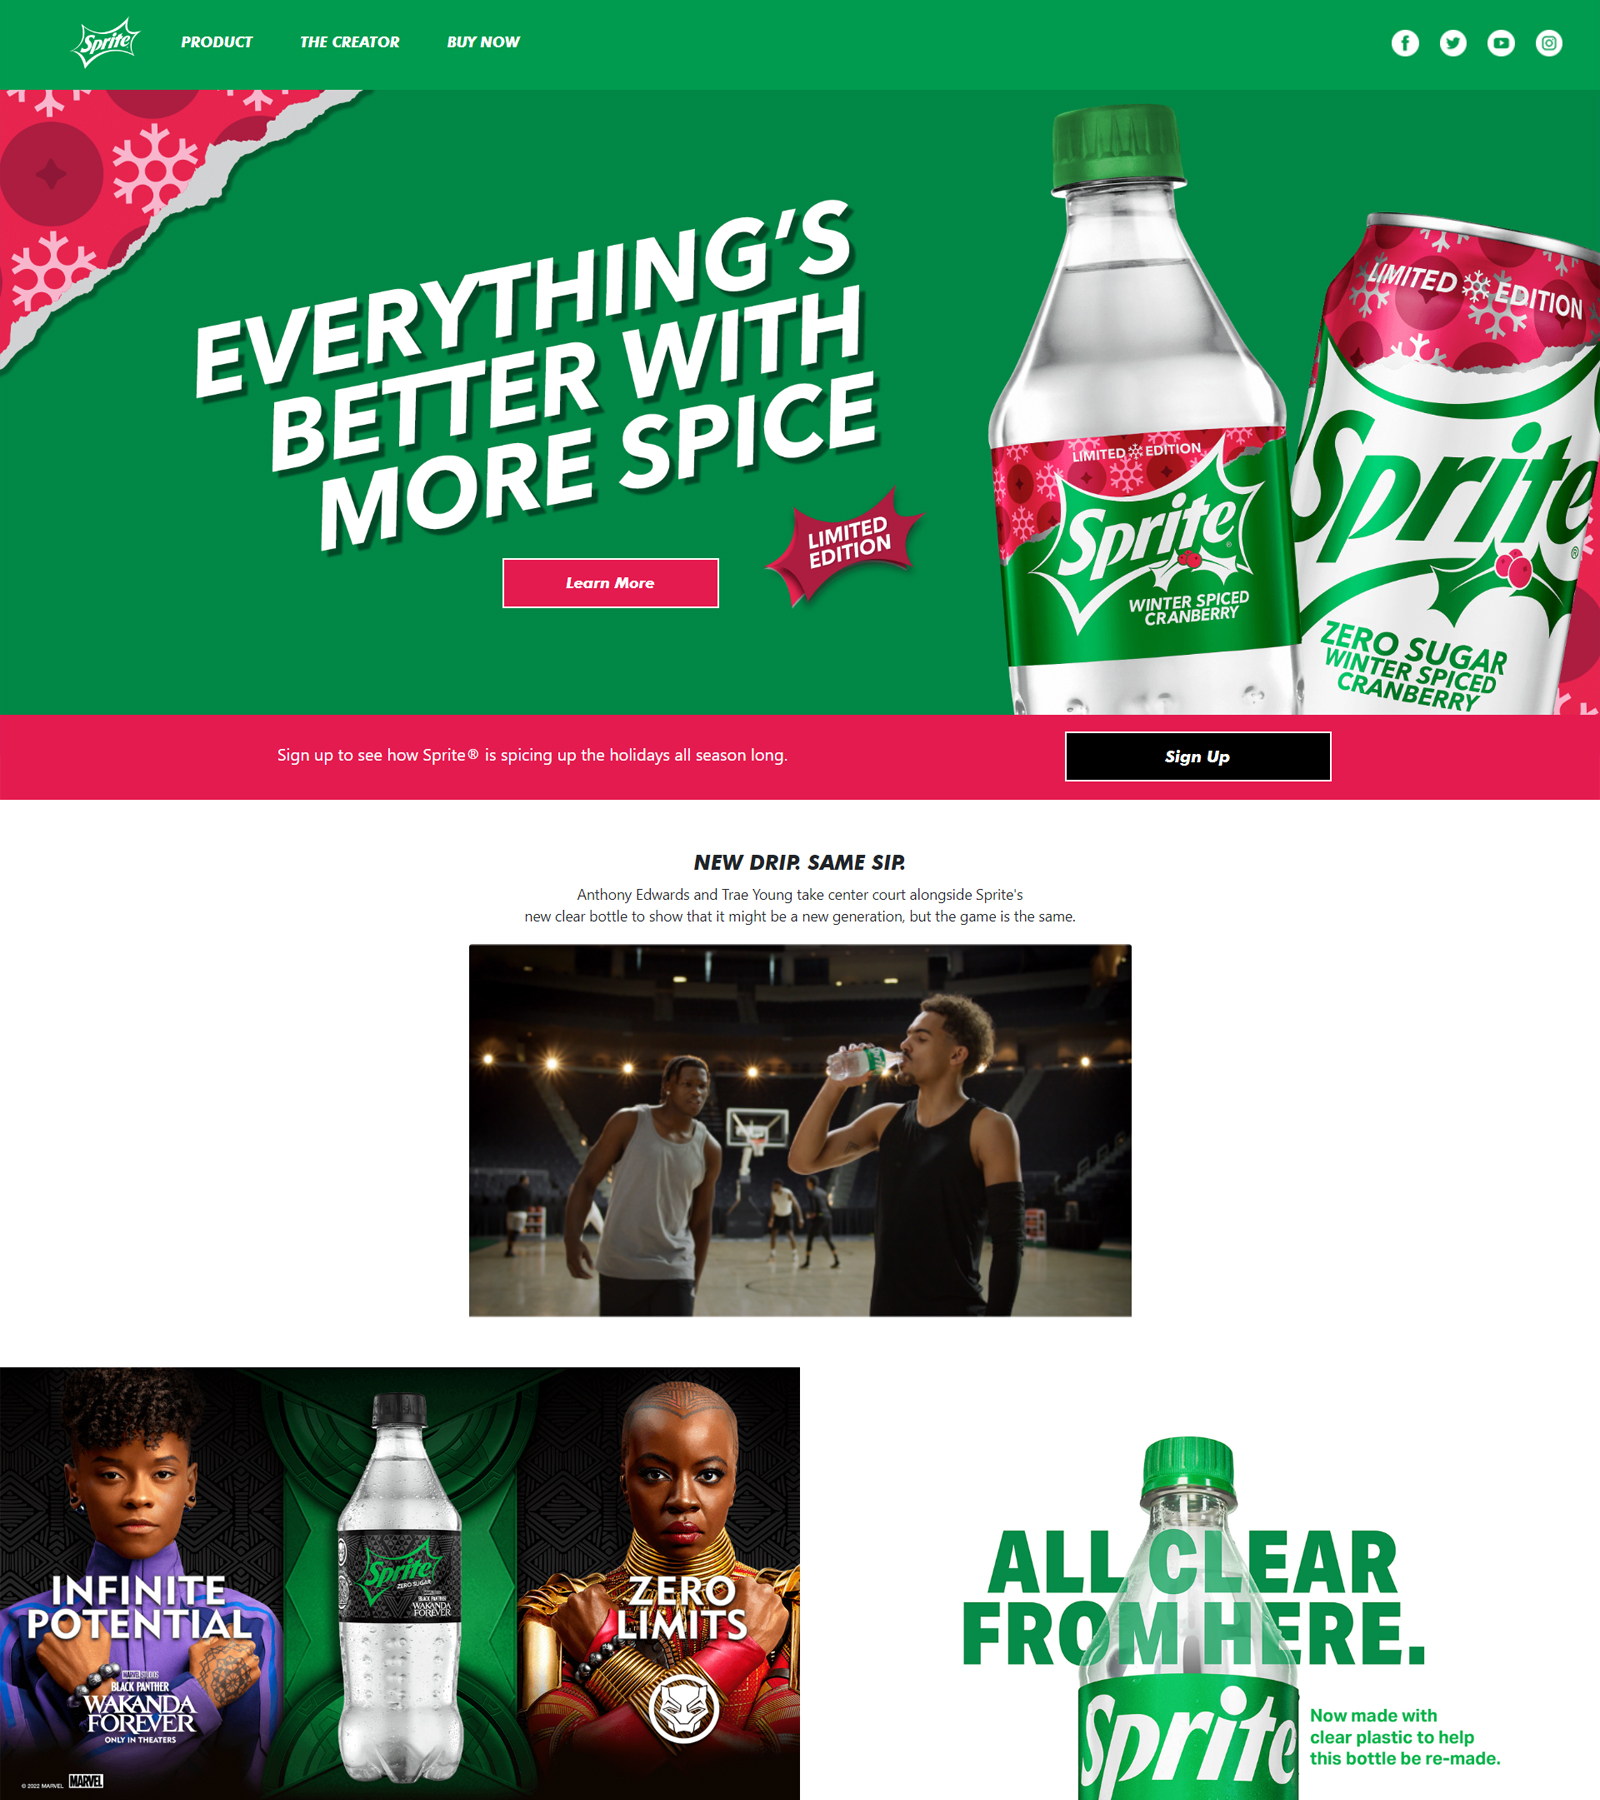 Sprite
PRODUCT
THE CREATOR
BUY NOW
EVERYTHING'S
BETTER WITH
MORE SPICE
LIMITED
EDITION
Learn More
LIMITED EDITION
Sprite
WINTER SPICED
CRANBERRY
LIMITED EDITION
Sprite®
ZERO SUGAR
WINTER SPICED
CRANBERRY
Sign up to see how Sprite® is spicing up the holidays all season long.
Sign Up
NEW DRIP. SAME SIP.
Anthony Edwards and Trae Young take center court alongside Sprite's
new clear bottle to show that it might be a new generation, but the game is the same.
INFINITE
POTENTIAL
MARVEL STUDIOS
BLACK PANTHER
WAKANDA
FOREVER
ONLY IN THEATERS
© 2022 MARVEL
MARVEL
Sprite
ZERO SUGAR
BLACK PANTHER
WAKANDA
FOREVER
ZERO
LIMITS
ALL CLEAR
FROM HERE.
Sprite
Now made with
clear plastic to help
this bottle be re-made.